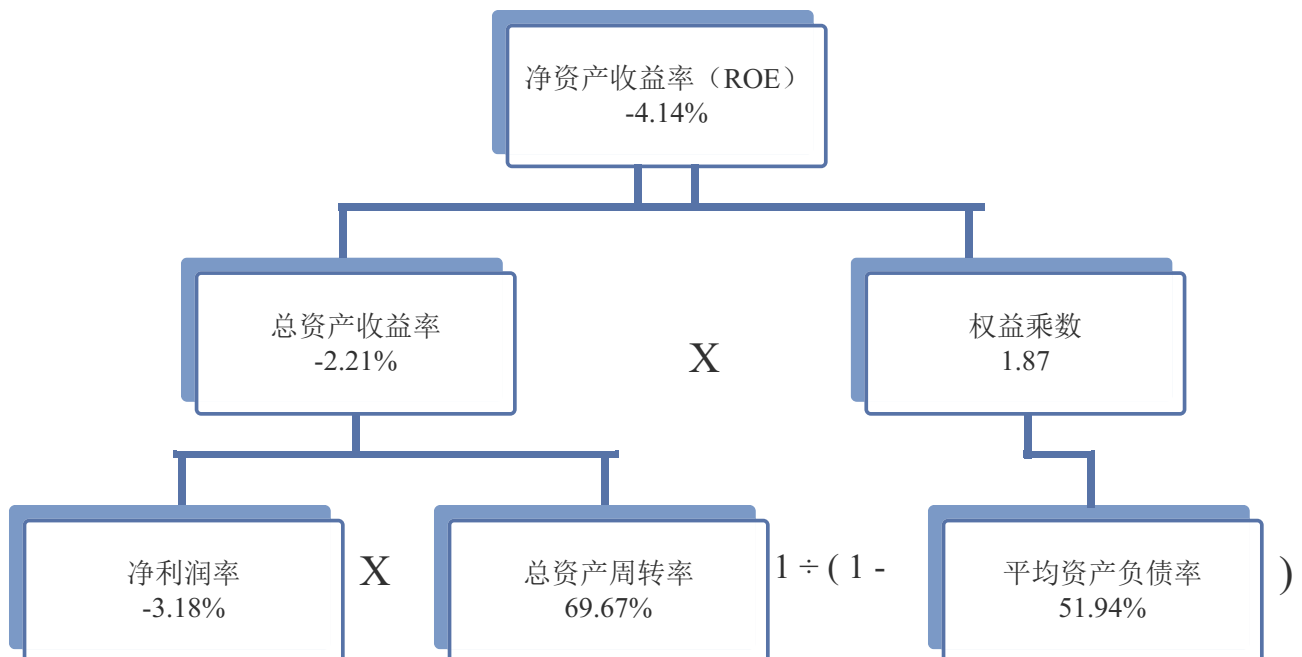 净资产收益率（ROE）
-4.14%
总资产收益率
-2.21%
X
权益乘数
1.87
净利润率
-3.18%
X
总资产周转率
69.67%
1 ÷ ( 1 -
平均资产负债率
51.94%
)